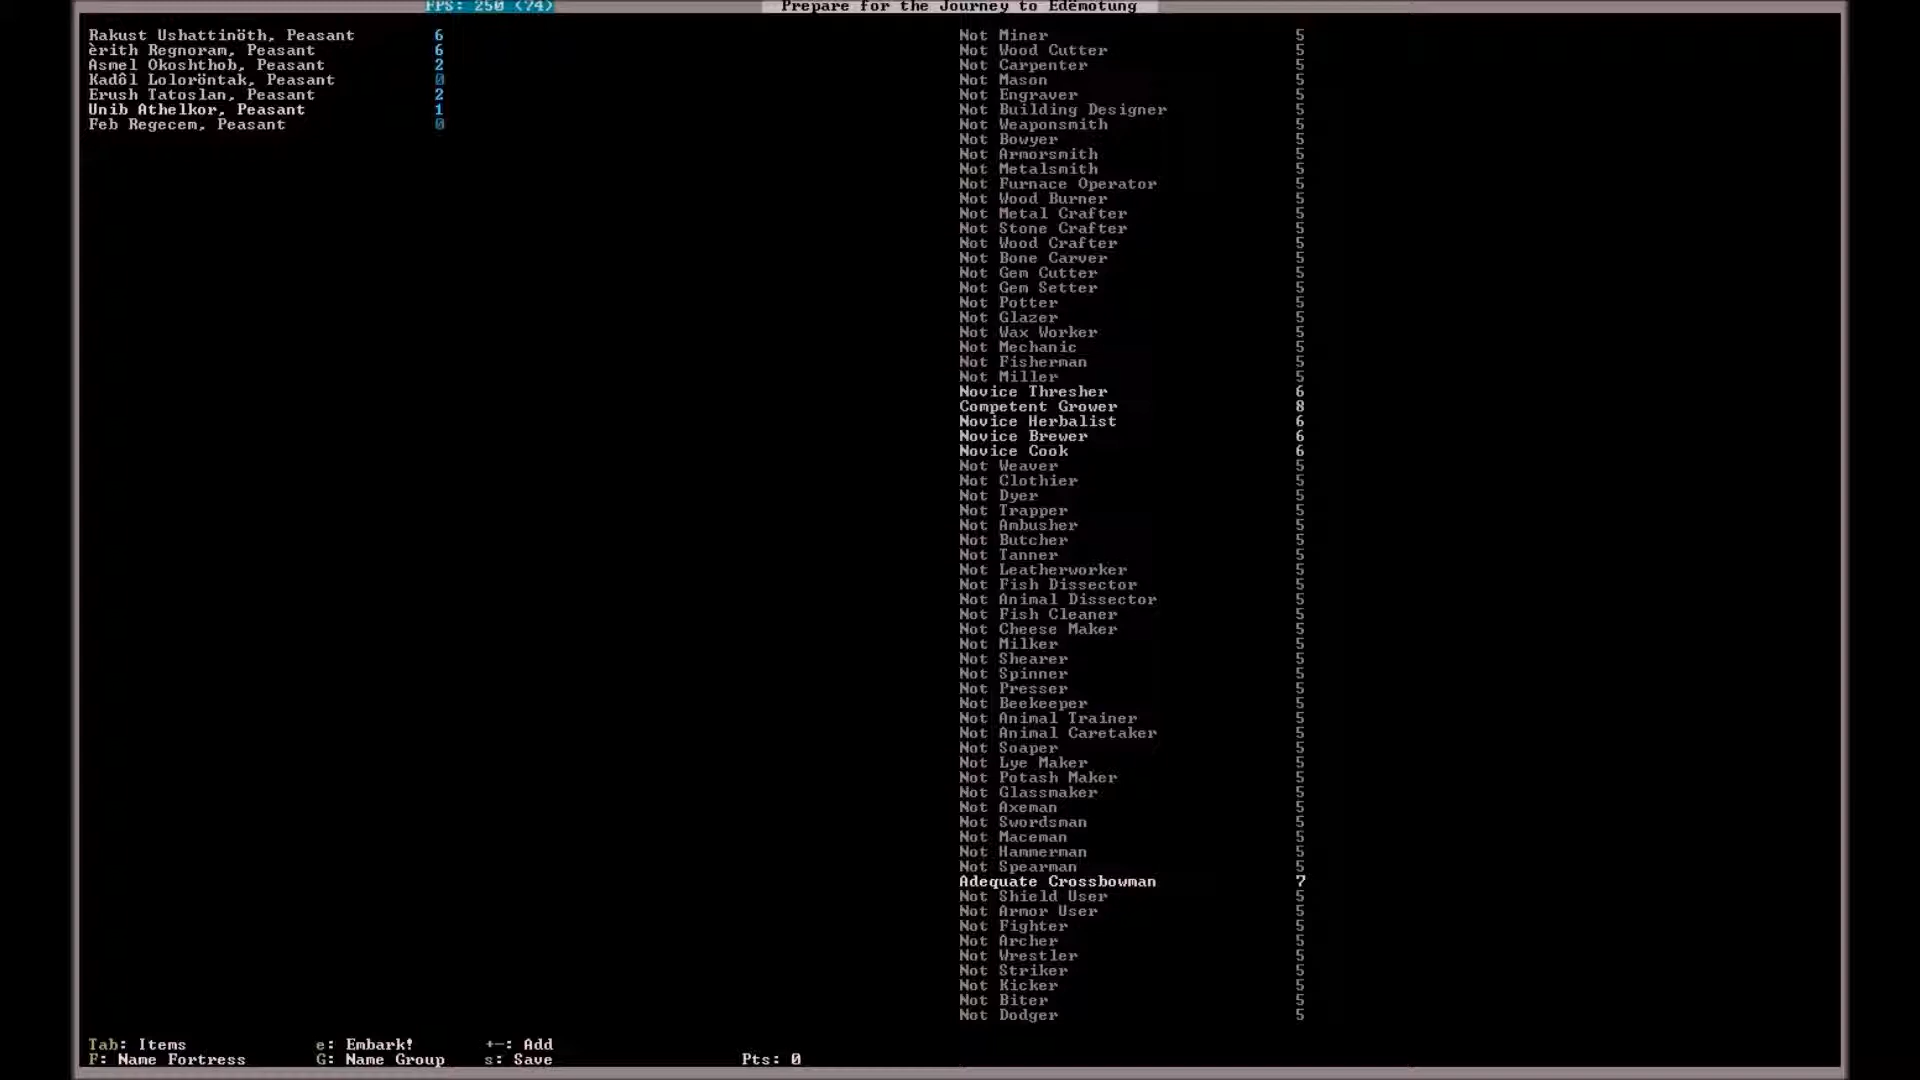 FPS: 250 (74)
Prepare for the Journey to Edëmotung
Rakust Ushattinöth, Peasant 6
èrith Regnoram, Peasant 6
Asmel Okoshthob, Peasant 2
Kadôl Loloröntak, Peasant 0
Erush Tatoslan, Peasant 2
Unib Athelkor, Peasant 1
Feb Regecem, Peasant 0
Not Miner 5
Not Wood Cutter 5
Not Carpenter 5
Not Mason 5
Not Engraver 5
Not Building Designer 5
Not Weaponsmith 5
Not Bowyer 5
Not Armorsmith 5
Not Metalsmith 5
Not Furnace Operator 5
Not Wood Burner 5
Not Metal Crafter 5
Not Stone Crafter 5
Not Wood Crafter 5
Not Bone Carver 5
Not Gem Cutter 5
Not Gem Setter 5
Not Potter 5
Not Glazer 5
Not Wax Worker 5
Not Mechanic 5
Not Fisherman 5
Not Miller 5
Novice Thresher 6
Competent Grower 8
Novice Herbalist 6
Novice Brewer 6
Novice Cook 6
Not Weaver 5
Not Clothier 5
Not Dyer 5
Not Trapper 5
Not Ambusher 5
Not Butcher 5
Not Tanner 5
Not Leatherworker 5
Not Fish Dissector 5
Not Animal Dissector 5
Not Fish Cleaner 5
Not Cheese Maker 5
Not Milker 5
Not Shearer 5
Not Spinner 5
Not Presser 5
Not Beekeeper 5
Not Animal Trainer 5
Not Animal Caretaker 5
Not Soaper 5
Not Lye Maker 5
Not Potash Maker 5
Not Glassmaker 5
Not Axeman 5
Not Swordsman 5
Not Maceman 5
Not Hammerman 5
Not Spearman 5
Adequate Crossbowman 7
Not Shield User 5
Not Armor User 5
Not Fighter 5
Not Archer 5
Not Wrestler 5
Not Striker 5
Not Kicker 5
Not Biter 5
Not Dodger 5
Tab: Items e: Embark! +-: Add
F: Name Fortress G: Name Group s: Save Pts: 0